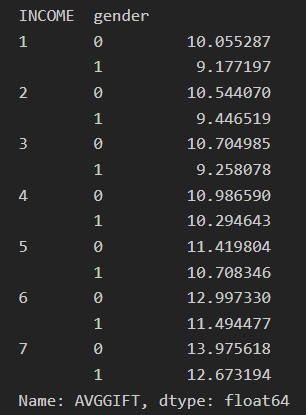 INCOME  gender
1       0         10.055287
        1          9.177197
2       0         10.544070
        1          9.446519
3       0         10.704985
        1          9.258078
4       0         10.986590
        1         10.294643
5       0         11.419804
        1         10.708346
6       0         12.997330
        1         11.494477
7       0         13.975618
        1         12.673194
Name: AVGGIFT, dtype: float64